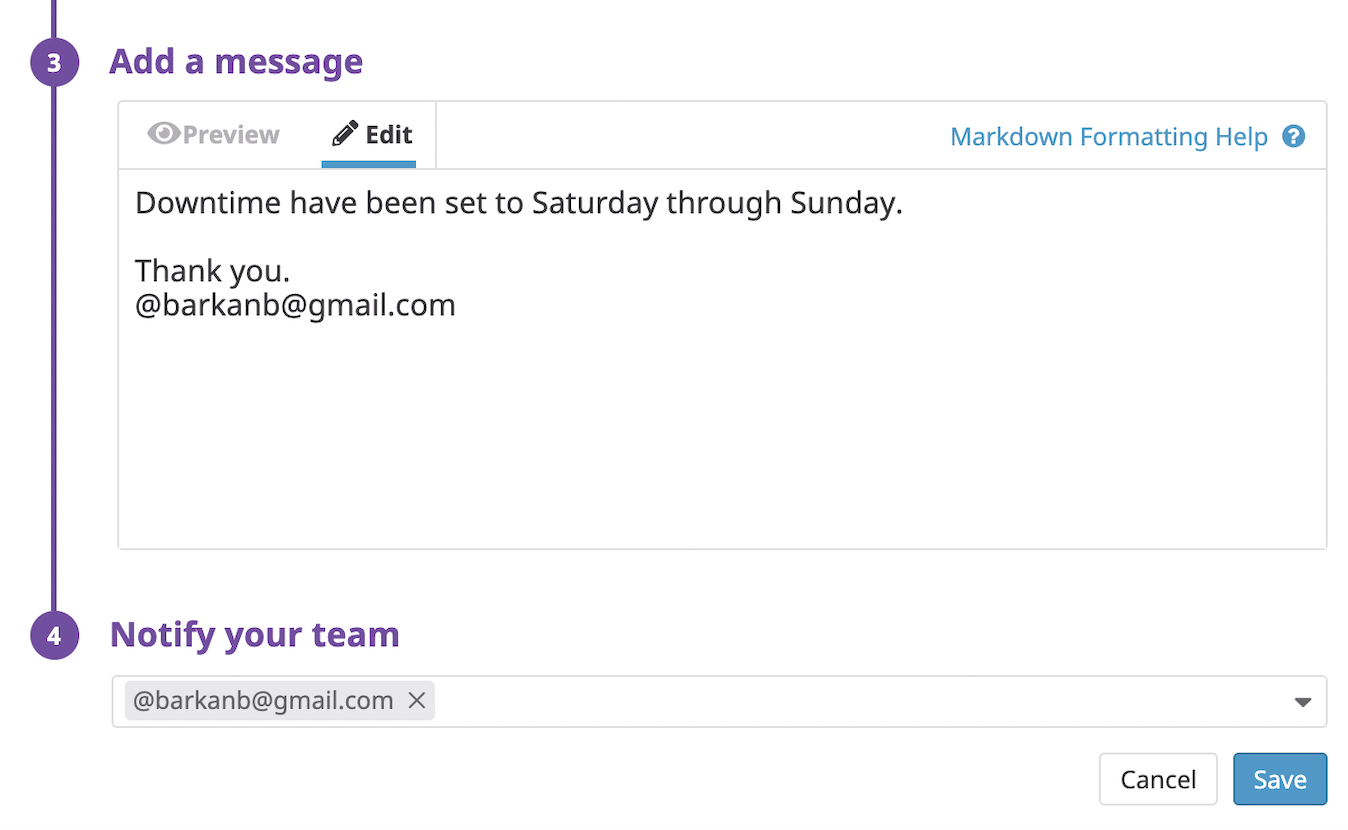 3 Add a message
Preview Edit Markdown Formatting Help ?
Downtime have been set to Saturday through Sunday.
Thank you.
@barkanb@gmail.com
4 Notify your team
@barkanb@gmail.com ×
Cancel Save